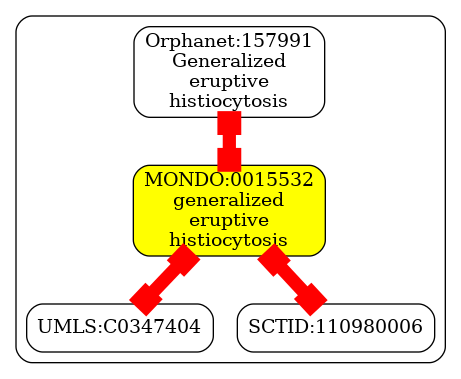 Orphanet:157991
Generalized
eruptive
histiocytosis
MONDO:0015532
generalized
eruptive
histiocytosis
UMLS:C0347404
SCTID:110980006